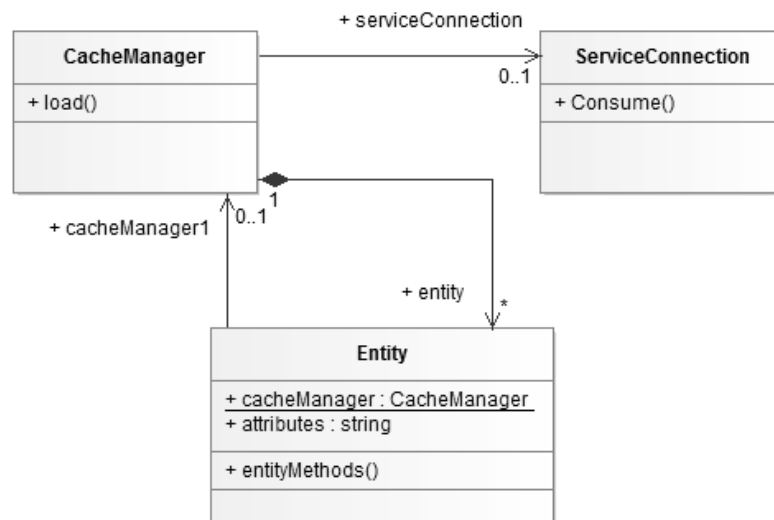 + serviceConnection
CacheManager
ServiceConnection
0..1
+ load()
+ Consume()
1
0..1
+ cacheManager1
+ entity
*
Entity
+ cacheManager : CacheManager
+ attributes : string
+ entityMethods()